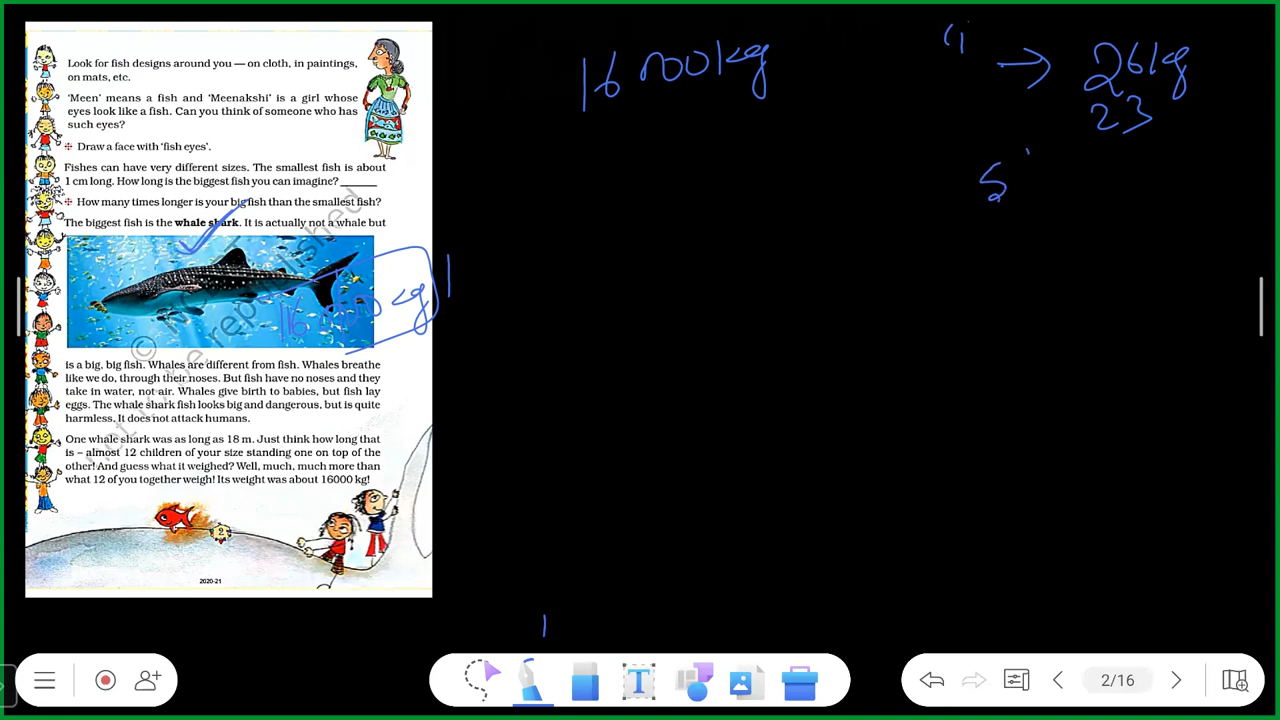 Look for fish designs around you — on cloth, in paintings,
on mats, etc.
'Meen' means a fish and 'Meenakshi' is a girl whose
eyes look like a fish. Can you think of someone who has
such eyes?
✤ Draw a face with 'fish eyes'.
Fishes can have very different sizes. The smallest fish is about
1 cm long. How long is the biggest fish you can imagine? ______
✤ How many times longer is your big fish than the smallest fish?
The biggest fish is the whale shark. It is actually not a whale but
16000 kg
is a big, big fish. Whales are different from fish. Whales breathe
like we do, through their noses. But fish have no noses and they
take in water, not air. Whales give birth to babies, but fish lay
eggs. The whale shark fish looks big and dangerous, but is quite
harmless. It does not attack humans.
One whale shark was as long as 18 m. Just think how long that
is – almost 12 children of your size standing one on top of the
other! And guess what it weighed? Well, much, much more than
what 12 of you together weigh! Its weight was about 16000 kg!
2
2020-21
16000kg
→ 26kg
23
5
T
2/16